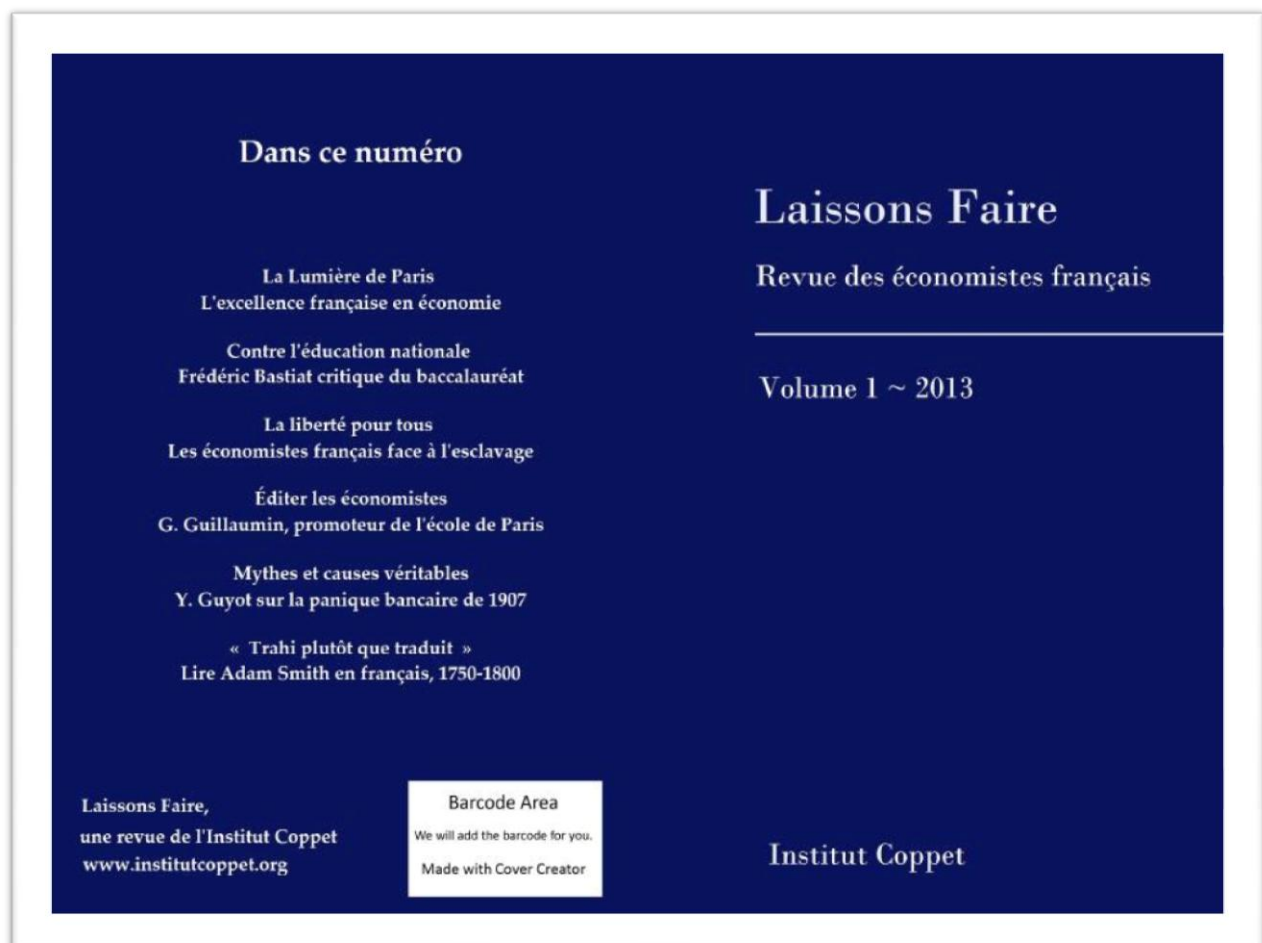 Dans ce numéro
La Lumière de Paris
L'excellence française en économie
Contre l'éducation nationale
Frédéric Bastiat critique du baccalauréat
La liberté pour tous
Les économistes français face à l'esclavage
Éditer les économistes
G. Guillaumin, promoteur de l'école de Paris
Mythes et causes véritables
Y. Guyot sur la panique bancaire de 1907
« Trahi plutôt que traduit »
Lire Adam Smith en français, 1750-1800
Laissons Faire,
une revue de l'Institut Coppet
www.institutcoppet.org
Barcode Area
We will add the barcode for you.
Made with Cover Creator
Laissons Faire
Revue des économistes français
Volume 1 ~ 2013
Institut Coppet